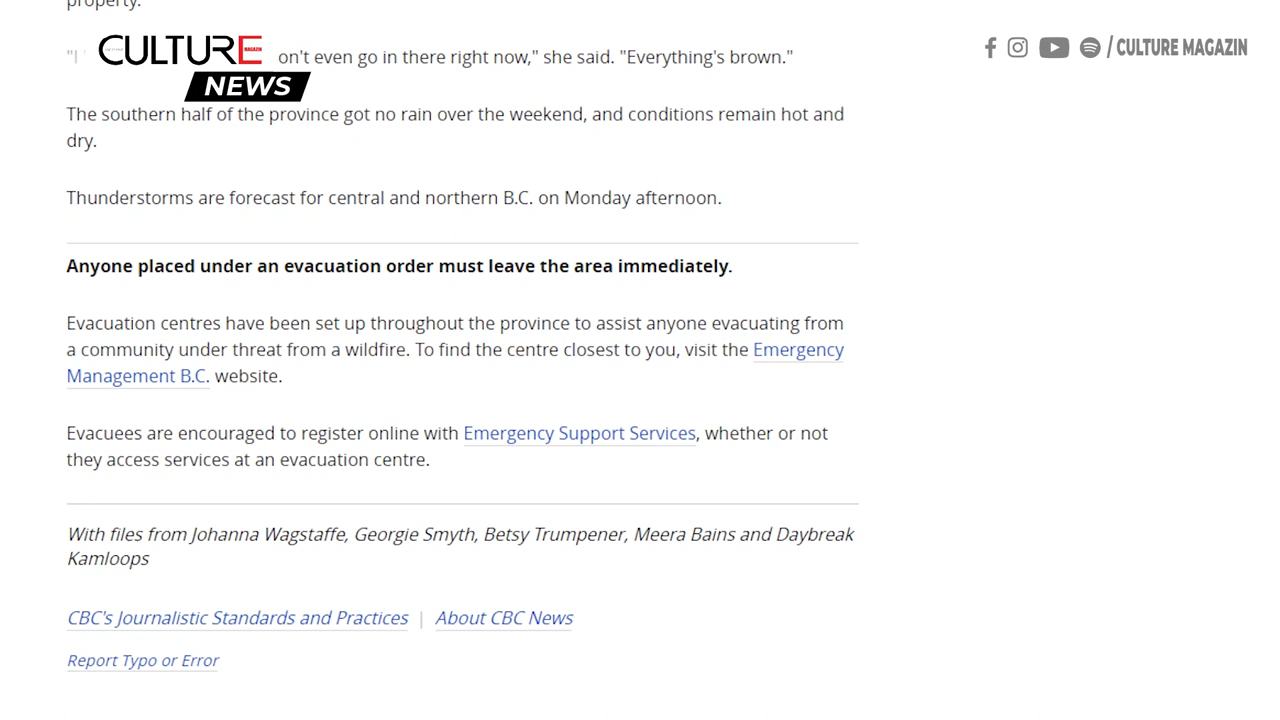 property.
CULTURE
MAGAZIN
NEWS
/ CULTURE MAGAZIN
on't even go in there right now," she said. "Everything's brown."
The southern half of the province got no rain over the weekend, and conditions remain hot and
dry.
Thunderstorms are forecast for central and northern B.C. on Monday afternoon.
Anyone placed under an evacuation order must leave the area immediately.
Evacuation centres have been set up throughout the province to assist anyone evacuating from
a community under threat from a wildfire. To find the centre closest to you, visit the Emergency
Management B.C. website.
Evacuees are encouraged to register online with Emergency Support Services, whether or not
they access services at an evacuation centre.
With files from Johanna Wagstaffe, Georgie Smyth, Betsy Trumpener, Meera Bains and Daybreak
Kamloops
CBC's Journalistic Standards and Practices | About CBC News
Report Typo or Error